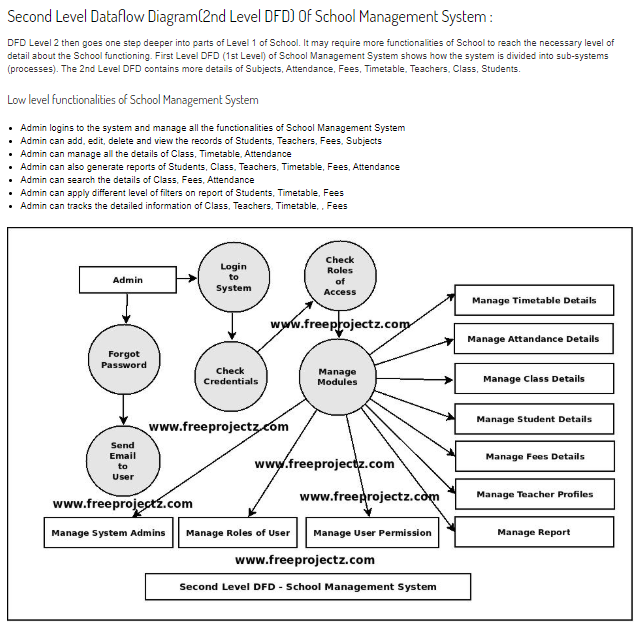 Second Level Dataflow Diagram(2nd Level DFD) Of School Management System :
DFD Level 2 then goes one step deeper into parts of Level 1 of School. It may require more functionalities of School to reach the necessary level of
detail about the School functioning. First Level DFD (1st Level) of School Management System shows how the system is divided into sub-systems
(processes). The 2nd Level DFD contains more details of Subjects, Attendance, Fees, Timetable, Teachers, Class, Students.
Low level functionalities of School Management System
• Admin logins to the system and manage all the functionalities of School Management System
• Admin can add, edit, delete and view the records of Students, Teachers, Fees, Subjects
• Admin can manage all the details of Class, Timetable, Attendance
• Admin can also generate reports of Students, Class, Teachers, Timetable, Fees, Attendance
• Admin can search the details of Class, Fees, Attendance
• Admin can apply different level of filters on report of Students, Timetable, Fees
• Admin can tracks the detailed information of Class, Teachers, Timetable, , Fees
Admin
Login
to
System
Check
Roles
of
Access
www.freeprojectz.com
Forgot
Password
Check
Credentials
Manage
Modules
Manage Timetable Details
Manage Attandance Details
Manage Class Details
Manage Student Details
Manage Fees Details
Manage Teacher Profiles
Manage Report
www.freeprojectz.com
Send
Email
to
User
www.freeprojectz.com
www.freeprojectz.com
www.freeprojectz.com
Manage System Admins
Manage Roles of User
Manage User Permission
www.freeprojectz.com
Second Level DFD - School Management System